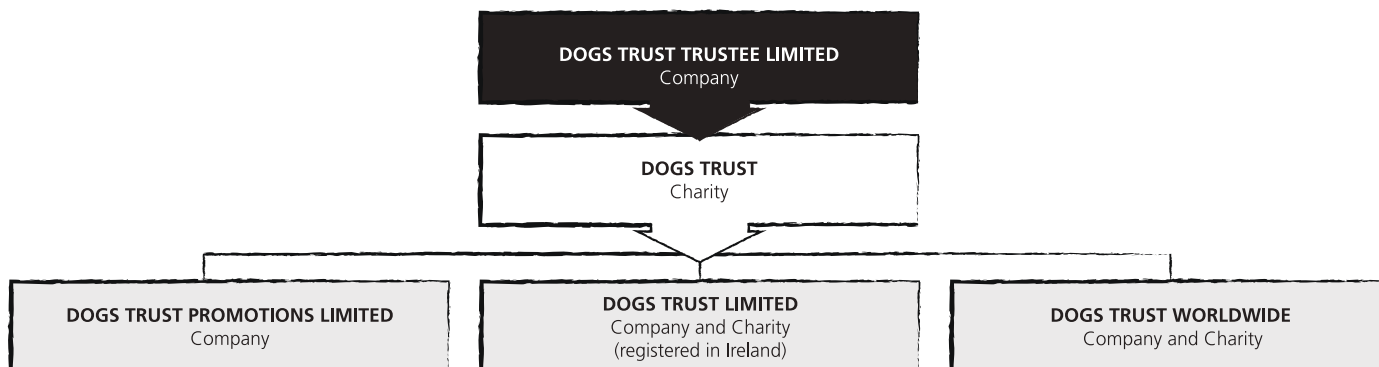 DOGS TRUST TRUSTEE LIMITED
Company
DOGS TRUST
Charity
DOGS TRUST PROMOTIONS LIMITED
Company
DOGS TRUST LIMITED
Company and Charity
(registered in Ireland)
DOGS TRUST WORLDWIDE
Company and Charity